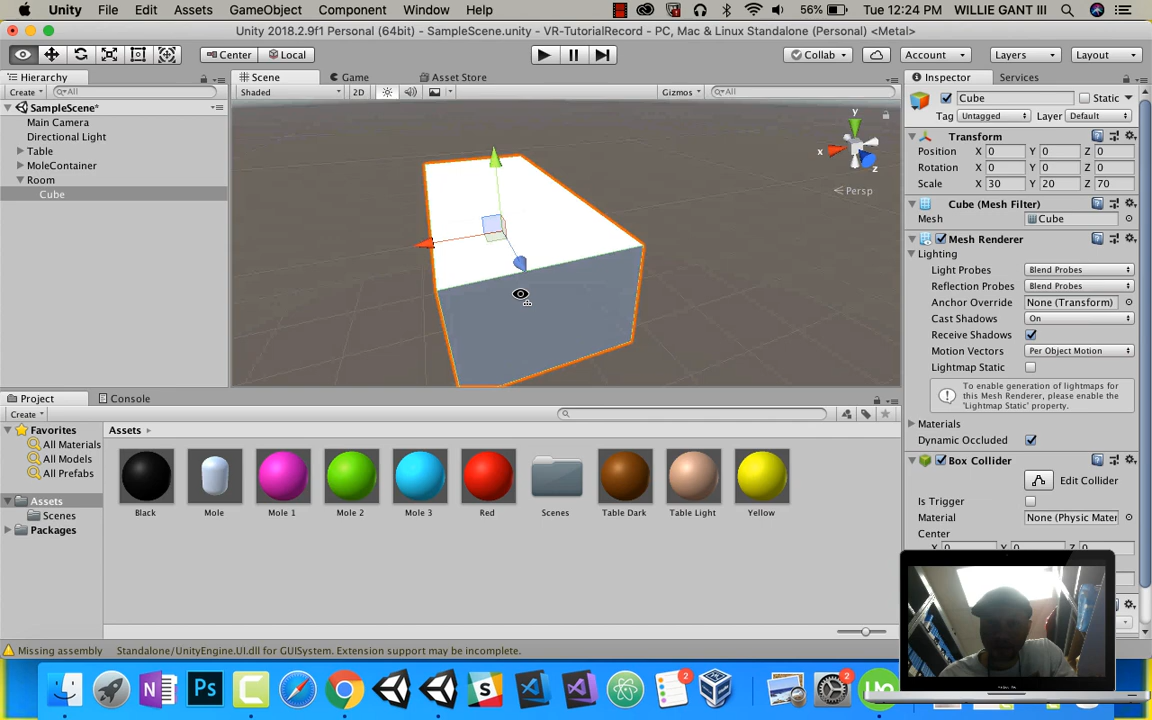 Unity File Edit Assets GameObject Component Window Help 56% Wed 12:24 PM WILLIE GANT III
Unity 2018.2.9f1 Personal (64bit) - SampleScene.unity - VR-TutorialRecord - PC, Mac & Linux Standalone (Personal) <Metal>
Center Local Collab Account Layers Layout
Hierarchy Scene Game Asset Store Inspector Services
Create All Shaded 2D Gizmos All
SampleScene*
Main Camera
Directional Light
Table
MoleContainer
Room
Cube
y
x
z
Persp
Cube Static
Tag Untagged Layer Default
Transform
Position X 0 Y 0 Z 0
Rotation X 0 Y 0 Z 0
Scale X 30 Y 20 Z 70
Cube (Mesh Filter)
Mesh Cube
Mesh Renderer
Lighting
Light Probes Blend Probes
Reflection Probes Blend Probes
Anchor Override None (Transform)
Cast Shadows On
Receive Shadows
Motion Vectors Per Object Motion
Lightmap Static
To enable generation of lightmaps for
this Mesh Renderer, please enable the
'Lightmap Static' property.
Materials
Dynamic Occluded
Box Collider
Edit Collider
Is Trigger
Material None (Physic Mater
Center
X 0 Y 0 Z 0
Project Console
Create
Favorites
All Materials
All Models
All Prefabs
Assets
Scenes
Packages
Assets
Black Mole Mole 1 Mole 2 Mole 3 Red Scenes Table Dark Table Light Yellow
Missing assembly Standalone/UnityEngine.UI.dll for GUISystem. Extension support may be incomplete.
N Ps C S 2 2